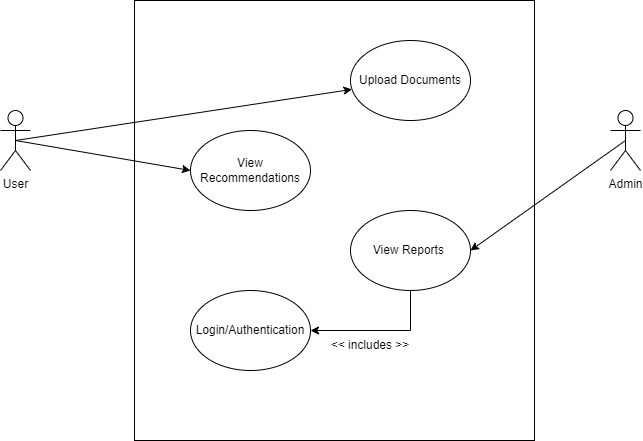 Upload Documents
View
Recommendations
User
Admin
View Reports
Login/Authentication
<< includes >>